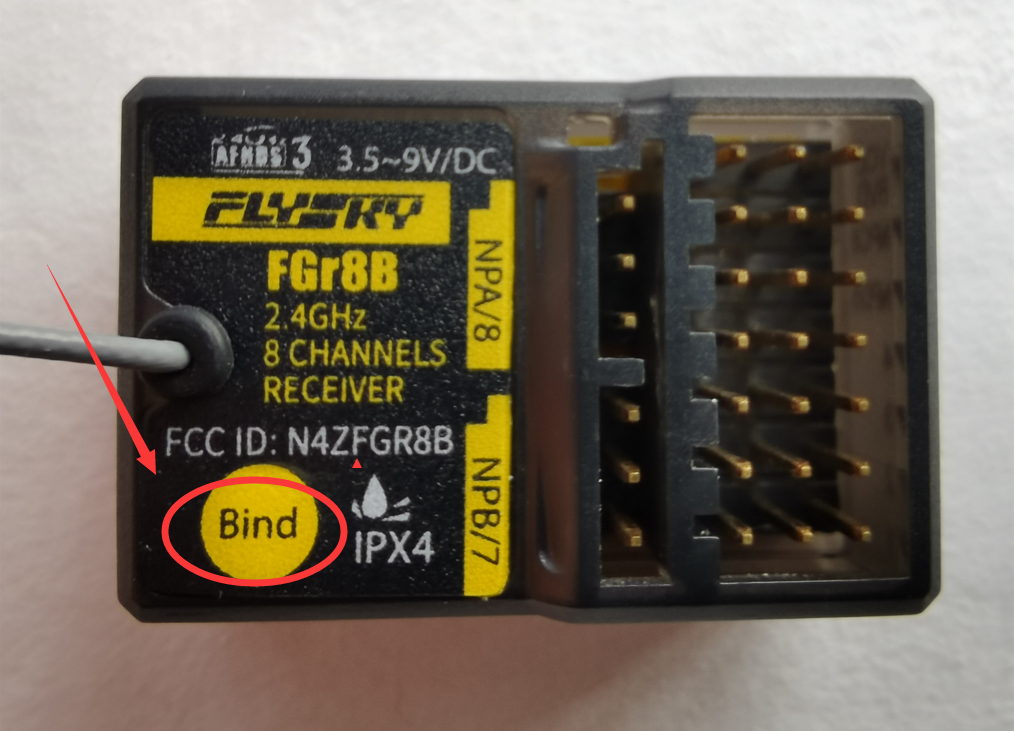 AFHDS 3
3.5~9V/DC
FLYSKY
FGr8B
2.4GHz
8 CHANNELS
RECEIVER
NPA/8
FCC ID: N4ZFGR8B
Bind
IPX4
NPB/7